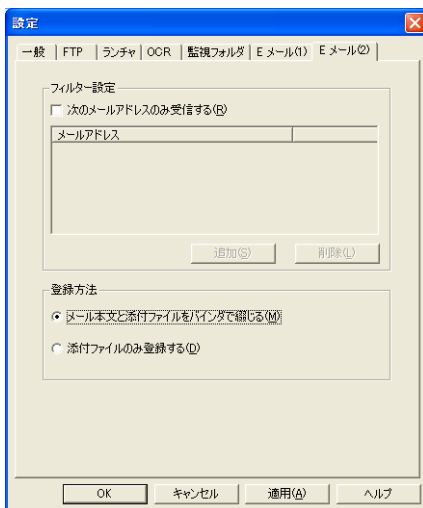 設定
一般 FTP ランチャ OCR 監視フォルダ Eメール(1) Eメール(2)
フィルター設定
次のメールアドレスのみ受信する(R)
メールアドレス
追加(S) 削除(L)
登録方法
メール本文と添付ファイルをバインダで綴じる(M)
添付ファイルのみ登録する(D)
OK キャンセル 適用(A) ヘルプ